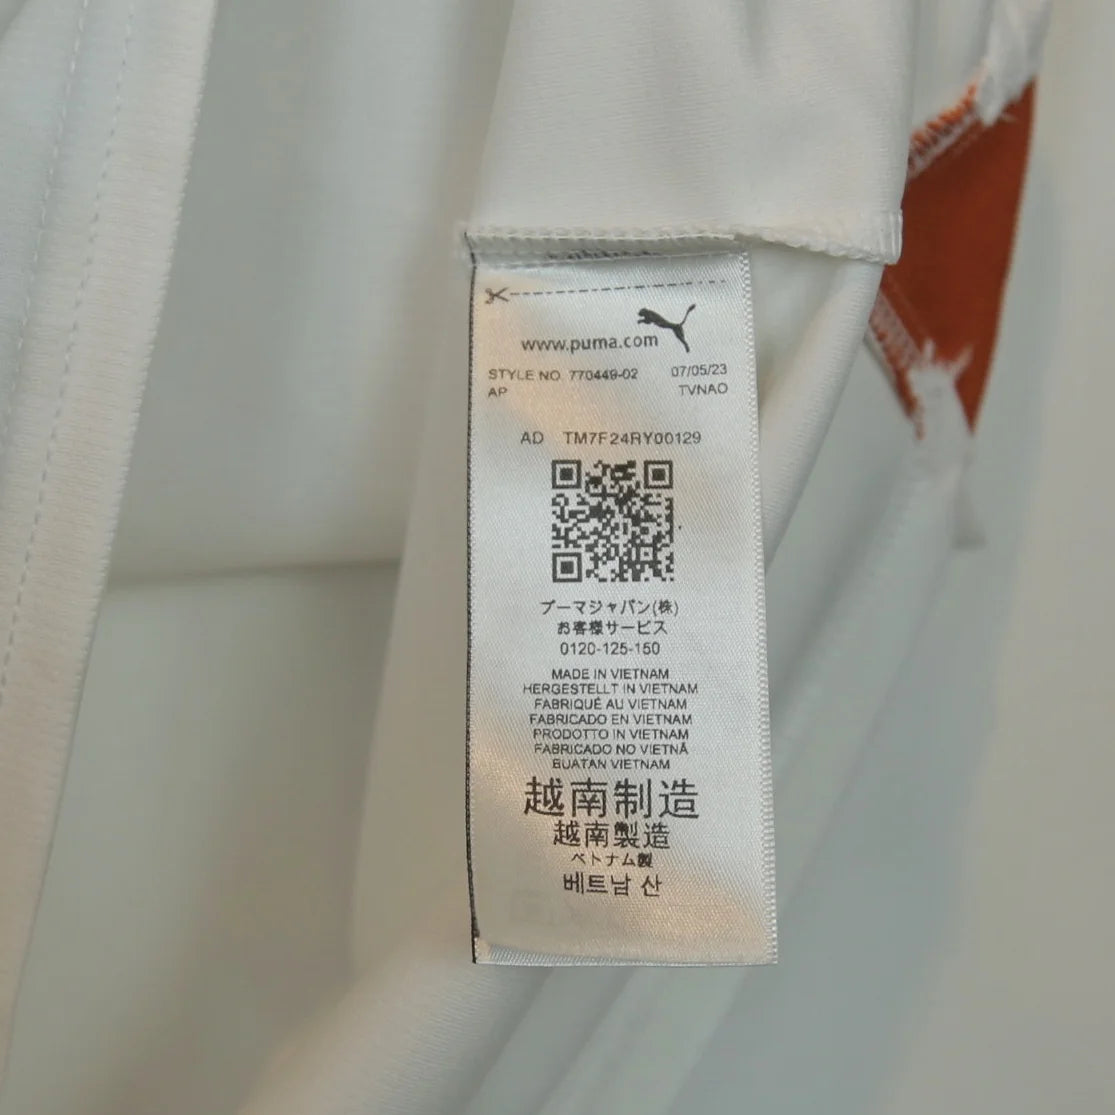 www.puma.com
STYLE NO. 770449-02 07/05/23
AP TVNAO
AD TM7F24RY00129
プーマジャパン(株)
お客様サービス
0120-125-150
MADE IN VIETNAM
HERGESTELLT IN VIETNAM
FABRIQUÉ AU VIETNAM
FABRICADO EN VIETNAM
PRODOTTO IN VIETNAM
FABRICADO NO VIETNÃ
BUATAN VIETNAM
越南制造
越南製造
ベトナム製
베트남 산